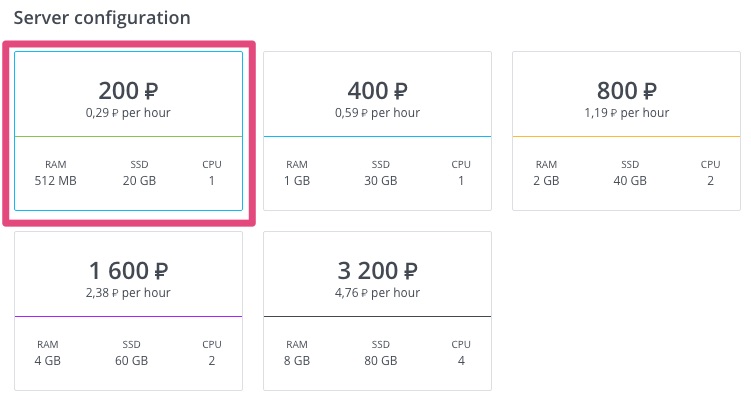 Server configuration
200 ₽
0,29 ₽ per hour
RAM SSD CPU
512 MB 20 GB 1
400 ₽
0,59 ₽ per hour
RAM SSD CPU
1 GB 30 GB 1
800 ₽
1,19 ₽ per hour
RAM SSD CPU
2 GB 40 GB 2
1 600 ₽
2,38 ₽ per hour
RAM SSD CPU
4 GB 60 GB 2
3 200 ₽
4,76 ₽ per hour
RAM SSD CPU
8 GB 80 GB 4